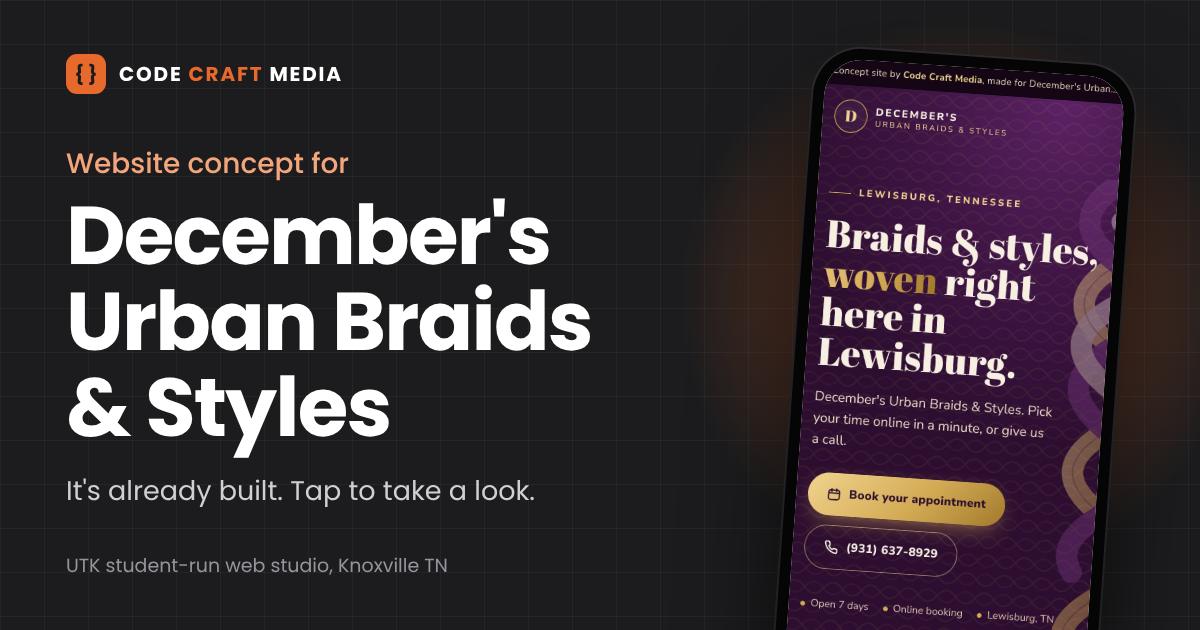 { }
CODE CRAFT MEDIA
Website concept for
December's
Urban Braids
& Styles
It's already built. Tap to take a look.
UTK student-run web studio, Knoxville TN
Concept site by Code Craft Media, made for December's Urban...
D
DECEMBER'S
URBAN BRAIDS & STYLES
LEWISBURG, TENNESSEE
Braids & styles,
woven right
here in
Lewisburg.
December's Urban Braids & Styles. Pick
your time online in a minute, or give us
a call.
Book your appointment
(931) 637-8929
Open 7 days
Online booking
Lewisburg, TN